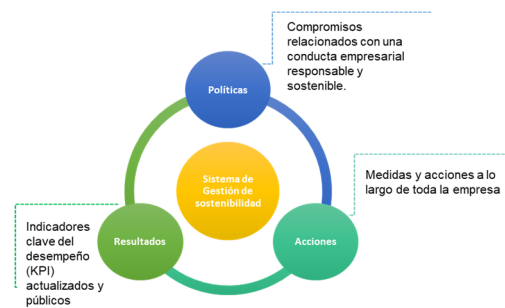 Compromisos
relacionados con una
conducta empresarial
responsable y
sostenible.
Políticas
Sistema de
Gestión de
sostenibilidad
Medidas y acciones a lo
largo de toda la empresa
Indicadores
clave del
desempeño
(KPI)
actualizados y
públicos
Resultados
Acciones